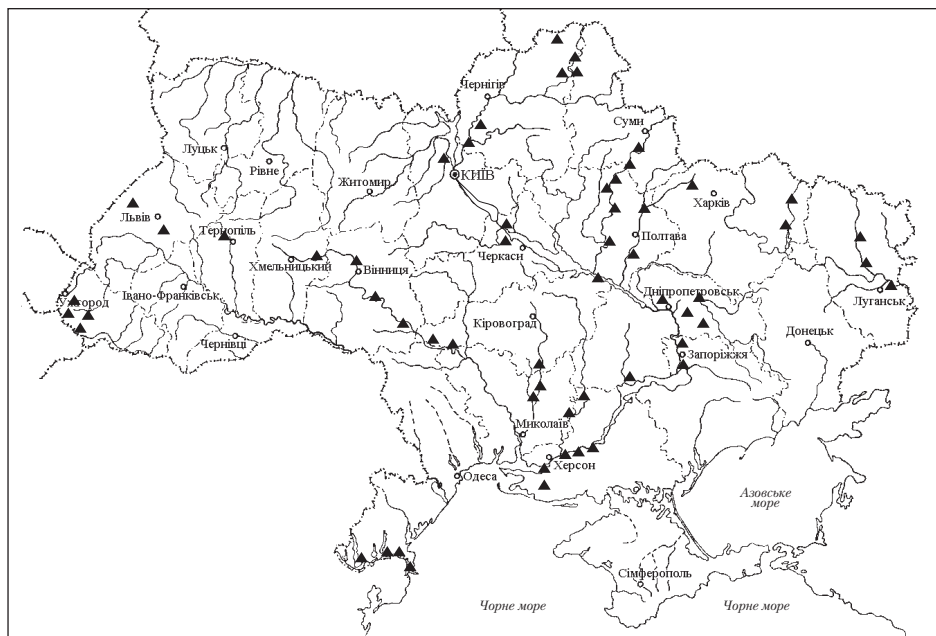 Чернігів
Суми
Луцьк
Рівне
Житомир
КИЇВ
Харків
Львів
Тернопіль
Полтава
Хмельницький
Черкаси
Вінниця
Ужгород
Івано-Франківськ
Дніпропетровськ
Луганськ
Кіровоград
Донецьк
Чернівці
Запоріжжя
Миколаїв
Херсон
Одеса
Азовське
море
Сімферополь
Чорне море
Чорне море